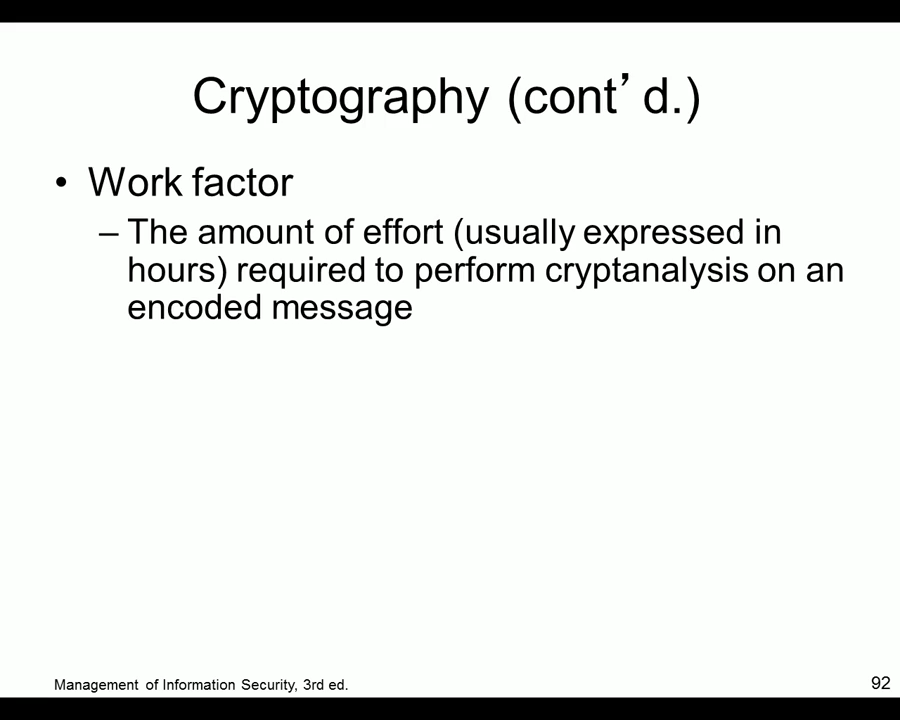 Cryptography (cont’d.)
• Work factor
– The amount of effort (usually expressed in
hours) required to perform cryptanalysis on an
encoded message
Management of Information Security, 3rd ed.
92